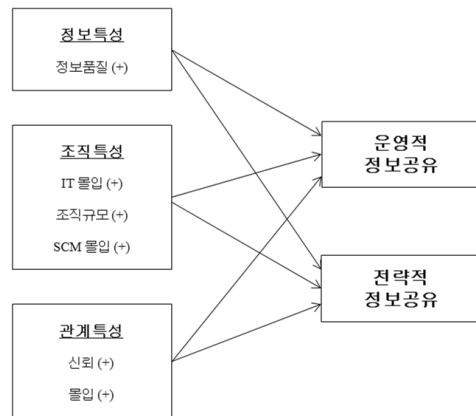 정보특성
정보품질 (+)
조직특성
IT 몰입 (+)
조직규모 (+)
SCM 몰입 (+)
관계특성
신뢰 (+)
몰입 (+)
운영적
정보공유
전략적
정보공유